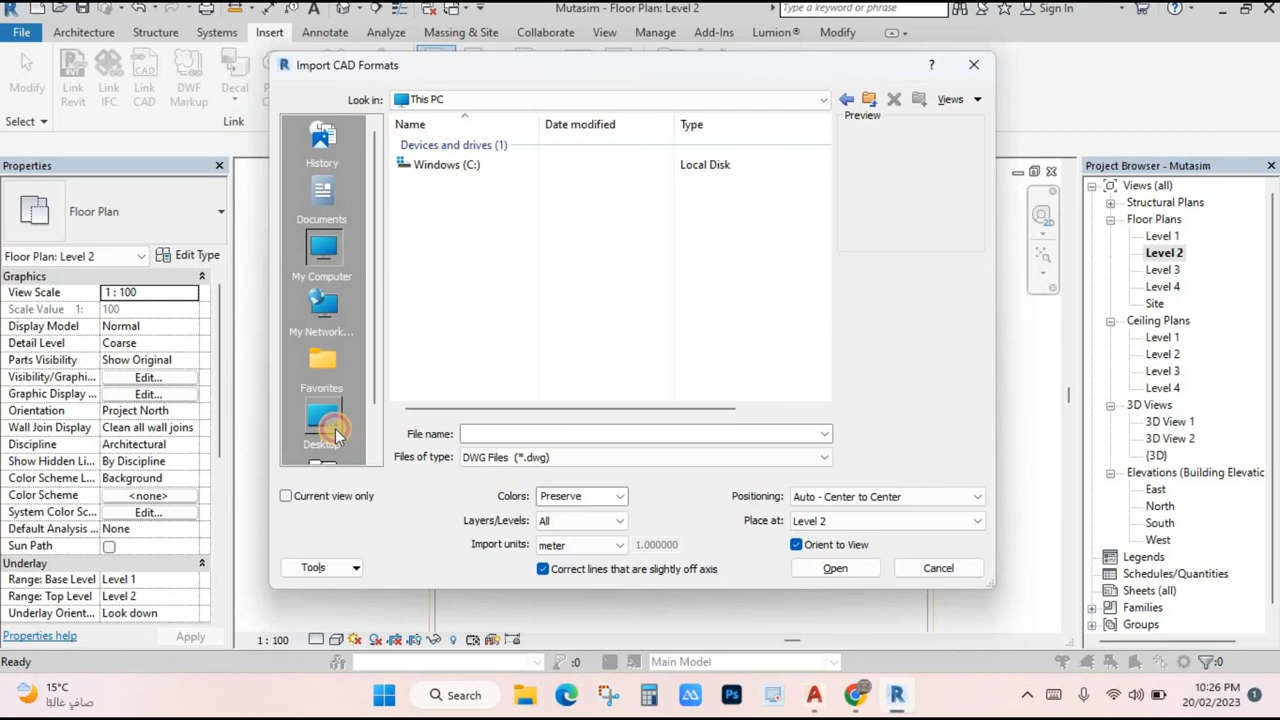 Mutasim - Floor Plan: Level 2
Type a keyword or phrase
Sign In
File
Architecture
Structure
Systems
Insert
Annotate
Analyze
Massing & Site
Collaborate
View
Manage
Add-Ins
Lumion®
Modify
Modify
Link
Revit
Link
IFC
Link
CAD
DWF
Markup
Decal
Select
Link
Import CAD Formats
Look in:
This PC
Views
Name
Date modified
Type
Preview
Devices and drives (1)
Windows (C:)
Local Disk
History
Documents
My Computer
My Network...
Favorites
Desktop
File name:
Files of type:
DWG Files (*.dwg)
Current view only
Colors:
Preserve
Positioning:
Auto - Center to Center
Layers/Levels:
All
Place at:
Level 2
Import units:
meter
1.000000
Orient to View
Correct lines that are slightly off axis
Tools
Open
Cancel
Properties
Floor Plan
Floor Plan: Level 2
Edit Type
Graphics
View Scale
1 : 100
Scale Value 1:
100
Display Model
Normal
Detail Level
Coarse
Parts Visibility
Show Original
Visibility/Graphi...
Edit...
Graphic Display ...
Edit...
Orientation
Project North
Wall Join Display
Clean all wall joins
Discipline
Architectural
Show Hidden Li...
By Discipline
Color Scheme L...
Background
Color Scheme
<none>
System Color Sc...
Edit...
Default Analysis ...
None
Sun Path
Underlay
Range: Base Level
Level 1
Range: Top Level
Level 2
Underlay Orient...
Look down
Properties help
Apply
Project Browser - Mutasim
Views (all)
Structural Plans
Floor Plans
Level 1
Level 2
Level 3
Level 4
Site
Ceiling Plans
Level 1
Level 2
Level 3
Level 4
3D Views
3D View 1
3D View 2
{3D}
Elevations (Building Elevatic
East
North
South
West
Legends
Schedules/Quantities
Sheets (all)
Families
Groups
2D
1 : 100
Ready
:0
Main Model
:0
15°C
صافٍ غالبًا
Search
Ps
10:26 PM
20/02/2023